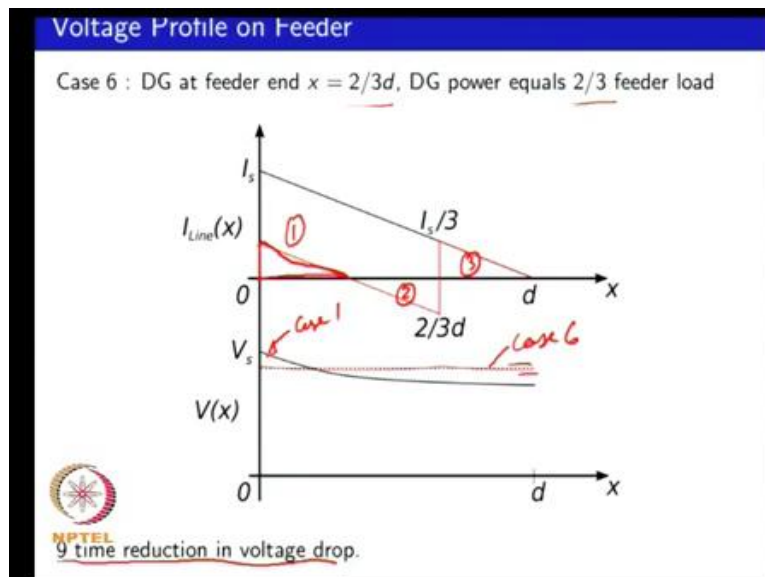 Voltage Profile on Feeder
Case 6 : DG at feeder end x = 2/3d, DG power equals 2/3 feeder load
I_s
I_s/3
I_Line(x)
①
③
②
0
d
x
2/3d
Case 1
Case 6
V_s
V(x)
0
d
x
NPTEL
9 time reduction in voltage drop.